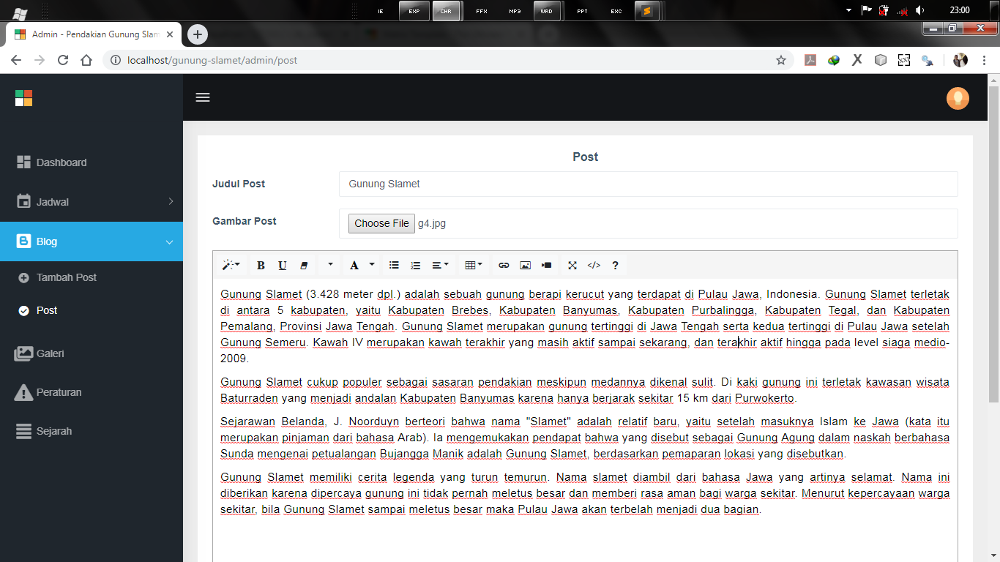 IE EXP CHR FFX MP3 WRD PPT EXC 23:00
Admin - Pendakian Gunung Slam
localhost/gunung-slamet/admin/post
Dashboard
Jadwal
Blog
Tambah Post
Post
Galeri
Peraturan
Sejarah
Post
Judul Post Gunung Slamet
Gambar Post Choose File g4.jpg
B U A </> ?
Gunung Slamet (3.428 meter dpl.) adalah sebuah gunung berapi kerucut yang terdapat di Pulau Jawa, Indonesia. Gunung Slamet terletak
di antara 5 kabupaten, yaitu Kabupaten Brebes, Kabupaten Banyumas, Kabupaten Purbalingga, Kabupaten Tegal, dan Kabupaten
Pemalang, Provinsi Jawa Tengah. Gunung Slamet merupakan gunung tertinggi di Jawa Tengah serta kedua tertinggi di Pulau Jawa setelah
Gunung Semeru. Kawah IV merupakan kawah terakhir yang masih aktif sampai sekarang, dan terakhir aktif hingga pada level siaga medio-
2009.
Gunung Slamet cukup populer sebagai sasaran pendakian meskipun medannya dikenal sulit. Di kaki gunung ini terletak kawasan wisata
Baturraden yang menjadi andalan Kabupaten Banyumas karena hanya berjarak sekitar 15 km dari Purwokerto.
Sejarawan Belanda, J. Noorduyn berteori bahwa nama "Slamet" adalah relatif baru, yaitu setelah masuknya Islam ke Jawa (kata itu
merupakan pinjaman dari bahasa Arab). Ia mengemukakan pendapat bahwa yang disebut sebagai Gunung Agung dalam naskah berbahasa
Sunda mengenai petualangan Bujangga Manik adalah Gunung Slamet, berdasarkan pemaparan lokasi yang disebutkan.
Gunung Slamet memiliki cerita legenda yang turun temurun. Nama slamet diambil dari bahasa Jawa yang artinya selamat. Nama ini
diberikan karena dipercaya gunung ini tidak pernah meletus besar dan memberi rasa aman bagi warga sekitar. Menurut kepercayaan warga
sekitar, bila Gunung Slamet sampai meletus besar maka Pulau Jawa akan terbelah menjadi dua bagian.